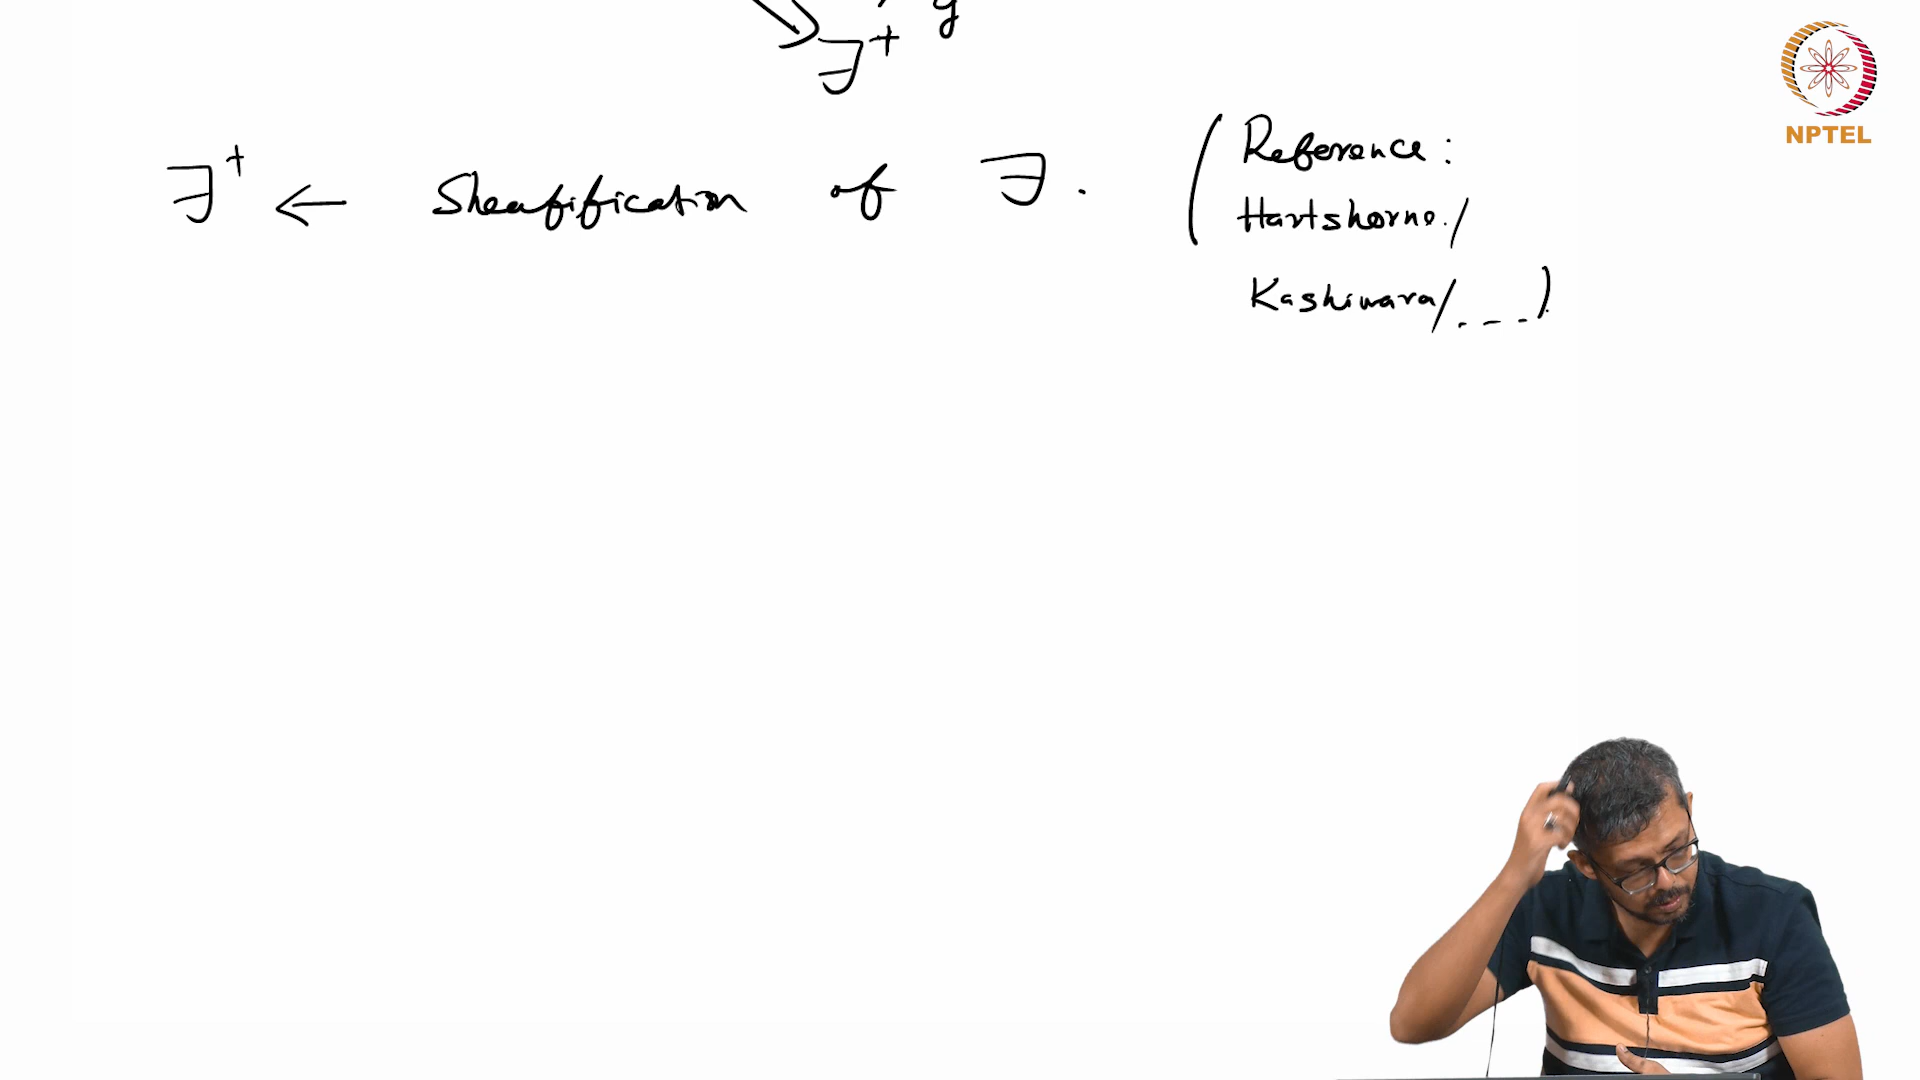 g
ℱ⁺
ℱ⁺ ← Sheafification of ℱ.
(Reference:
Hartshorne./
Kashiwara/...)
NPTEL